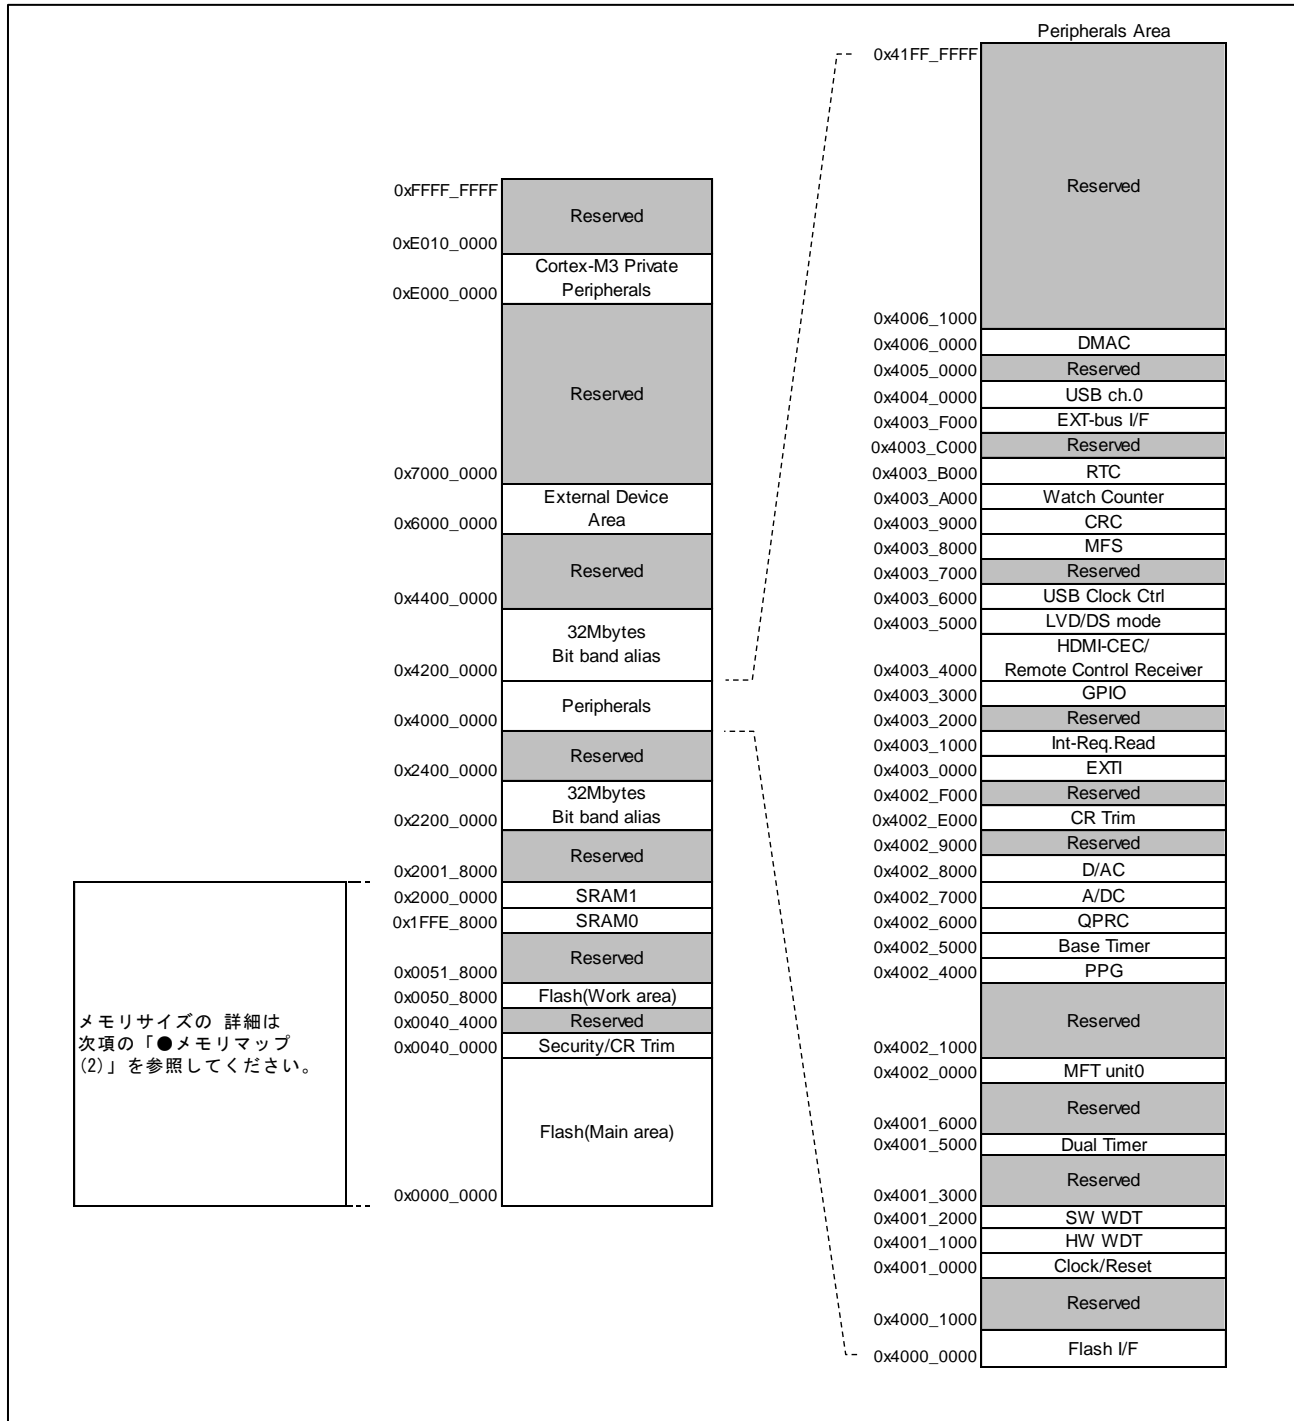 Peripherals Area
0x41FF_FFFF
Reserved
0x4006_1000
0x4006_0000 DMAC
0x4005_0000 Reserved
0x4004_0000 USB ch.0
0x4003_F000 EXT-bus I/F
0x4003_C000 Reserved
0x4003_B000 RTC
0x4003_A000 Watch Counter
0x4003_9000 CRC
0x4003_8000 MFS
0x4003_7000 Reserved
0x4003_6000 USB Clock Ctrl
0x4003_5000 LVD/DS mode
HDMI-CEC/
0x4003_4000 Remote Control Receiver
0x4003_3000 GPIO
0x4003_2000 Reserved
0x4003_1000 Int-Req.Read
0x4003_0000 EXTI
0x4002_F000 Reserved
0x4002_E000 CR Trim
0x4002_9000 Reserved
0x4002_8000 D/AC
0x4002_7000 A/DC
0x4002_6000 QPRC
0x4002_5000 Base Timer
0x4002_4000 PPG
Reserved
0x4002_1000
0x4002_0000 MFT unit0
Reserved
0x4001_6000
0x4001_5000 Dual Timer
Reserved
0x4001_3000
0x4001_2000 SW WDT
0x4001_1000 HW WDT
0x4001_0000 Clock/Reset
Reserved
0x4000_1000
0x4000_0000 Flash I/F
0xFFFF_FFFF
Reserved
0xE010_0000
Cortex-M3 Private
0xE000_0000 Peripherals
Reserved
0x7000_0000
External Device
0x6000_0000 Area
Reserved
0x4400_0000
32Mbytes
Bit band alias
0x4200_0000
Peripherals
0x4000_0000
Reserved
0x2400_0000
32Mbytes
0x2200_0000 Bit band alias
Reserved
0x2001_8000
0x2000_0000 SRAM1
0x1FFE_8000 SRAM0
Reserved
0x0051_8000
0x0050_8000 Flash(Work area)
0x0040_4000 Reserved
0x0040_0000 Security/CR Trim
Flash(Main area)
0x0000_0000
メモリサイズの 詳細は
次項の「●メモリマップ
(2)」を参照してください。